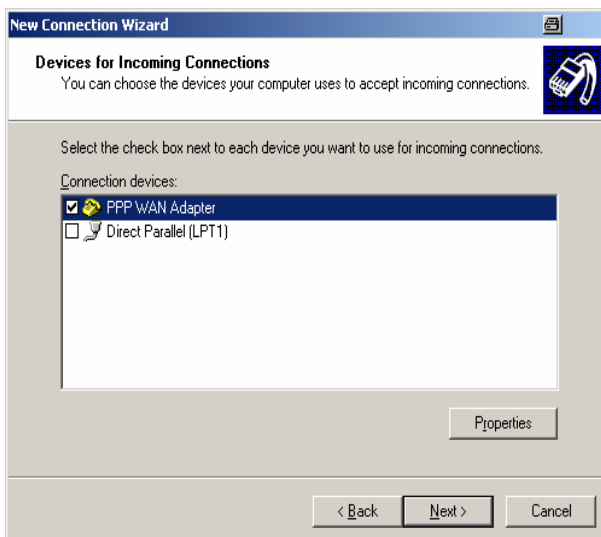 New Connection Wizard
Devices for Incoming Connections
You can choose the devices your computer uses to accept incoming connections.
Select the check box next to each device you want to use for incoming connections.
Connection devices:
PPP WAN Adapter
Direct Parallel (LPT1)
Properties
< Back
Next >
Cancel